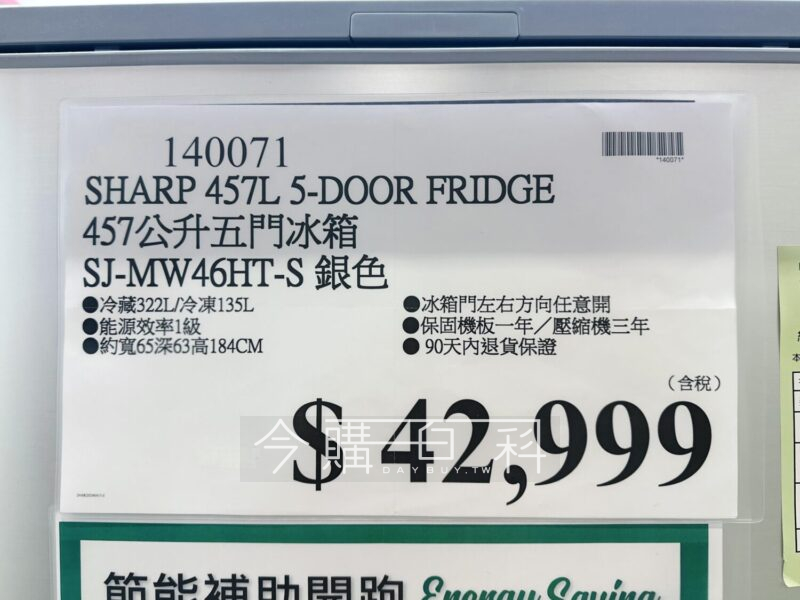 140071
*140071*
SHARP 457L 5-DOOR FRIDGE
457公升五門冰箱
SJ-MW46HT-S 銀色
●冷藏322L/冷凍135L
●能源效率1級
●約寬65深63高184CM
●冰箱門左右方向任意開
●保固機板一年／壓縮機三年
● 90天內退貨保證
（含稅）
$ 42,999
今購百科
DAYBUY.TW
節能補助開跑 Energy Saving